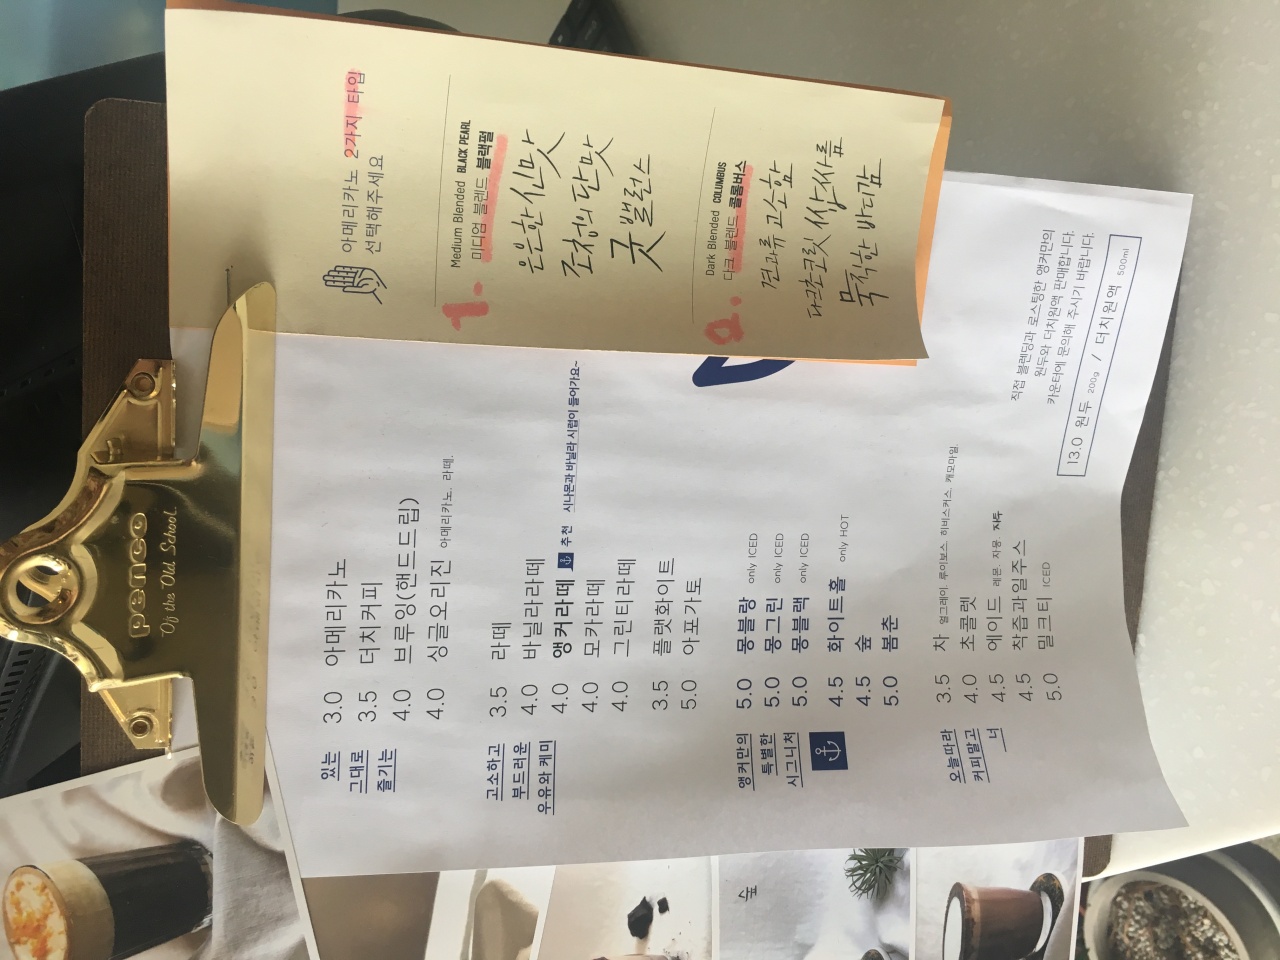 penco
Of the Old School.
있는
그대로
즐기는
3.0 아메리카노
3.5 더치커피
4.0 브루잉(핸드드립)
4.0 싱글오리진 아메리카노. 라떼.
고소하고
부드러운
우유와 케미
3.5 라떼
4.0 바닐라라떼
4.0 앵커라떼 추천 시나몬과 바닐라 시럽이 들어가요~
4.0 모카라떼
4.0 그린티라떼
3.5 플랫화이트
5.0 아포가토
앵커만의
특별한
시그니처
5.0 몽블랑 only ICED
5.0 몽그린 only ICED
5.0 몽블랙 only ICED
4.5 화이트홀 only HOT
4.5 숲
5.0 봄춘
오늘따라
커피말고
너
3.5 차 얼그레이. 루이보스. 히비스커스. 캐모마일.
4.0 초콜렛
4.5 에이드 레몬. 자몽. 자두
4.5 착즙과일주스
5.0 밀크티 ICED
직접 블렌딩과 로스팅한 앵커만의
원두와 더치원액 판매합니다.
카운터에 문의해 주시기 바랍니다.
13.0 원두 200g / 더치원액 500ml
아메리카노 2가지 타입
선택해주세요
1.
Medium Blended BLACK PEARL
미디엄 블렌드 블랙펄
은은한 신맛
조청의 단맛
굿 밸런스
2.
Dark Blended COLUMBUS
다크 블렌드 콜롬버스
견과류 고소함
다크초코릿 쌉싸름
묵직한 바디감
숲